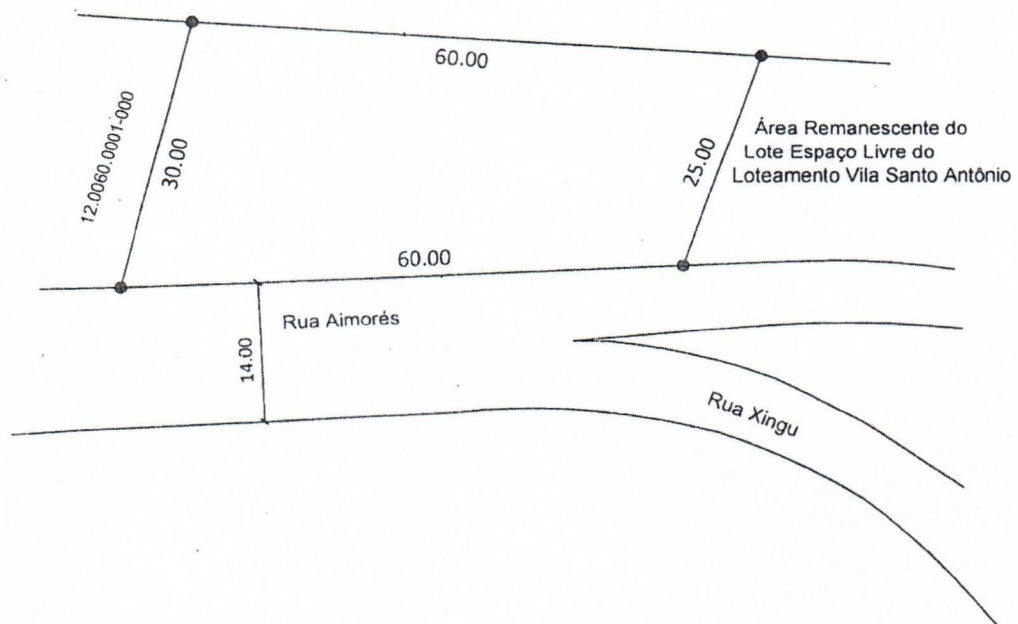 60.00
12.0060.0001-000
30.00
25.00
Área Remanescente do
Lote Espaço Livre do
Loteamento Vila Santo Antônio
60.00
Rua Aimorés
14.00
Rua Xingu